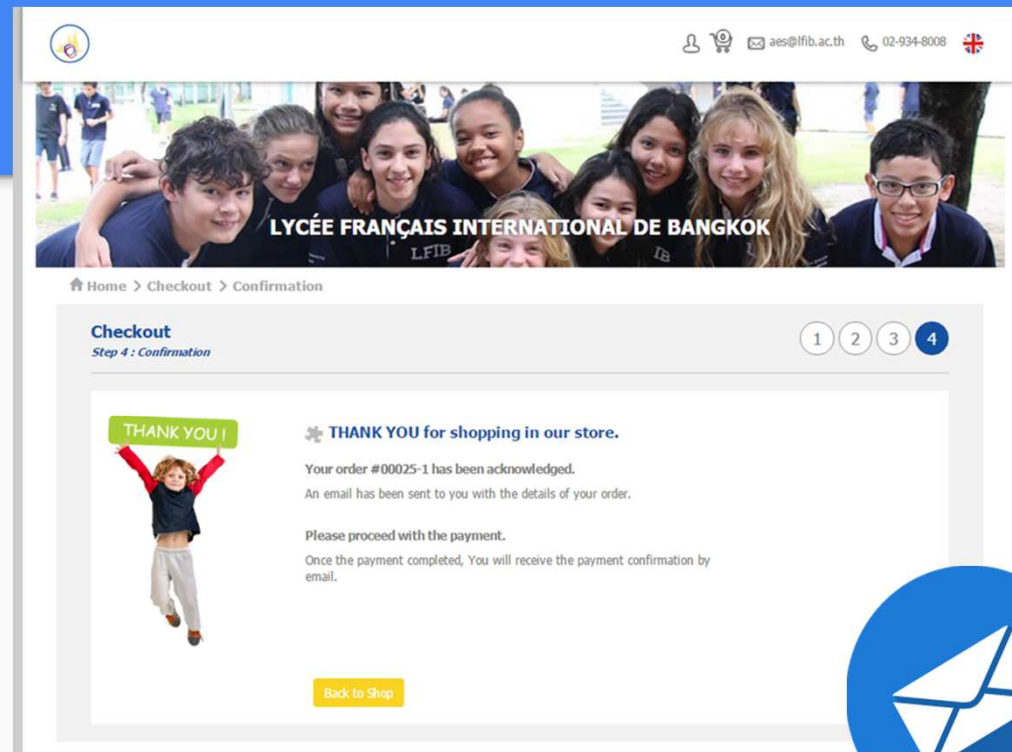 0
aes@lfib.ac.th 02-934-8008
LYCÉE FRANÇAIS INTERNATIONAL DE BANGKOK
LFIB
IB
Home > Checkout > Confirmation
Checkout
Step 4 : Confirmation
1 2 3 4
THANK YOU !
THANK YOU for shopping in our store.
Your order #00025-1 has been acknowledged.
An email has been sent to you with the details of your order.
Please proceed with the payment.
Once the payment completed, You will receive the payment confirmation by
email.
Back to Shop